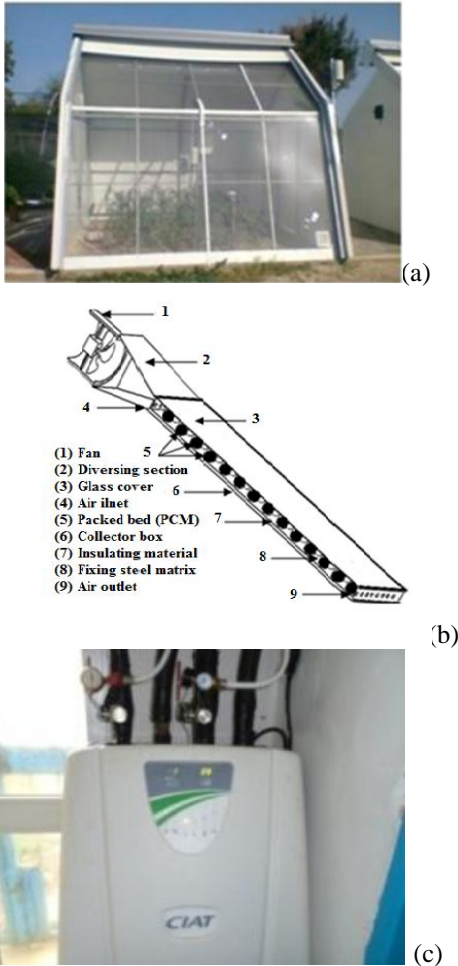 (a)
1
2
4
3
(1) Fan
5
(2) Diversing section
(3) Glass cover
(4) Air ilnet
6
(5) Packed bed (PCM)
(6) Collector box
7
(7) Insulating material
(8) Fixing steel matrix
8
(9) Air outlet
9
(b)
CIAT
(c)